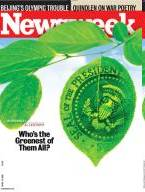 BEIJING'S OLYMPIC TROUBLE QUINDLEN ON WAR POETRY
Newsweek
SEAL OF THE PRESIDENT
Who's the
Greenest of
Them All?